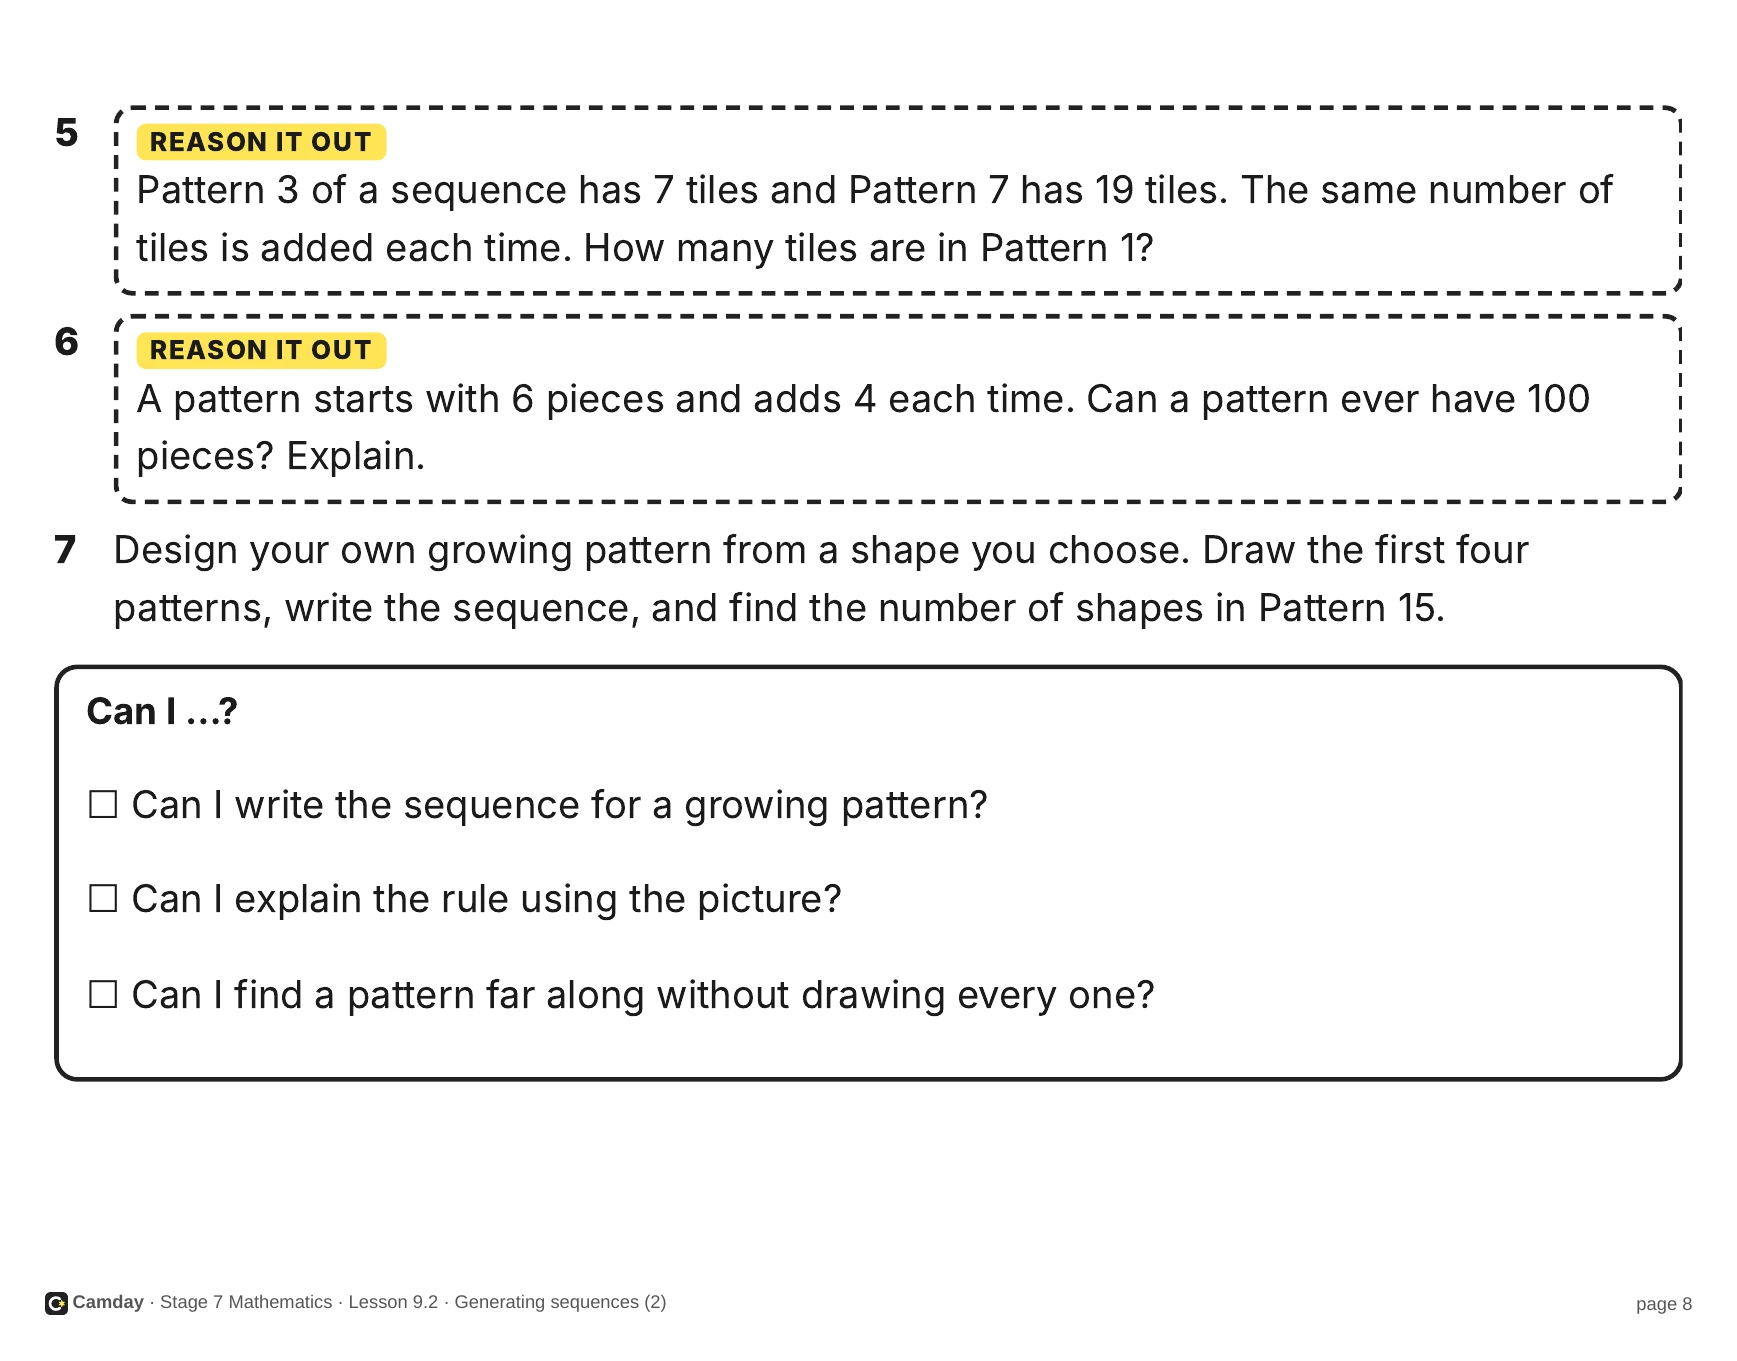 5
REASON IT OUT
Pattern 3 of a sequence has 7 tiles and Pattern 7 has 19 tiles. The same number of
tiles is added each time. How many tiles are in Pattern 1?
6
REASON IT OUT
A pattern starts with 6 pieces and adds 4 each time. Can a pattern ever have 100
pieces? Explain.
7 Design your own growing pattern from a shape you choose. Draw the first four
patterns, write the sequence, and find the number of shapes in Pattern 15.
Can I …?
☐ Can I write the sequence for a growing pattern?
☐ Can I explain the rule using the picture?
☐ Can I find a pattern far along without drawing every one?
Camday · Stage 7 Mathematics · Lesson 9.2 · Generating sequences (2)
page 8